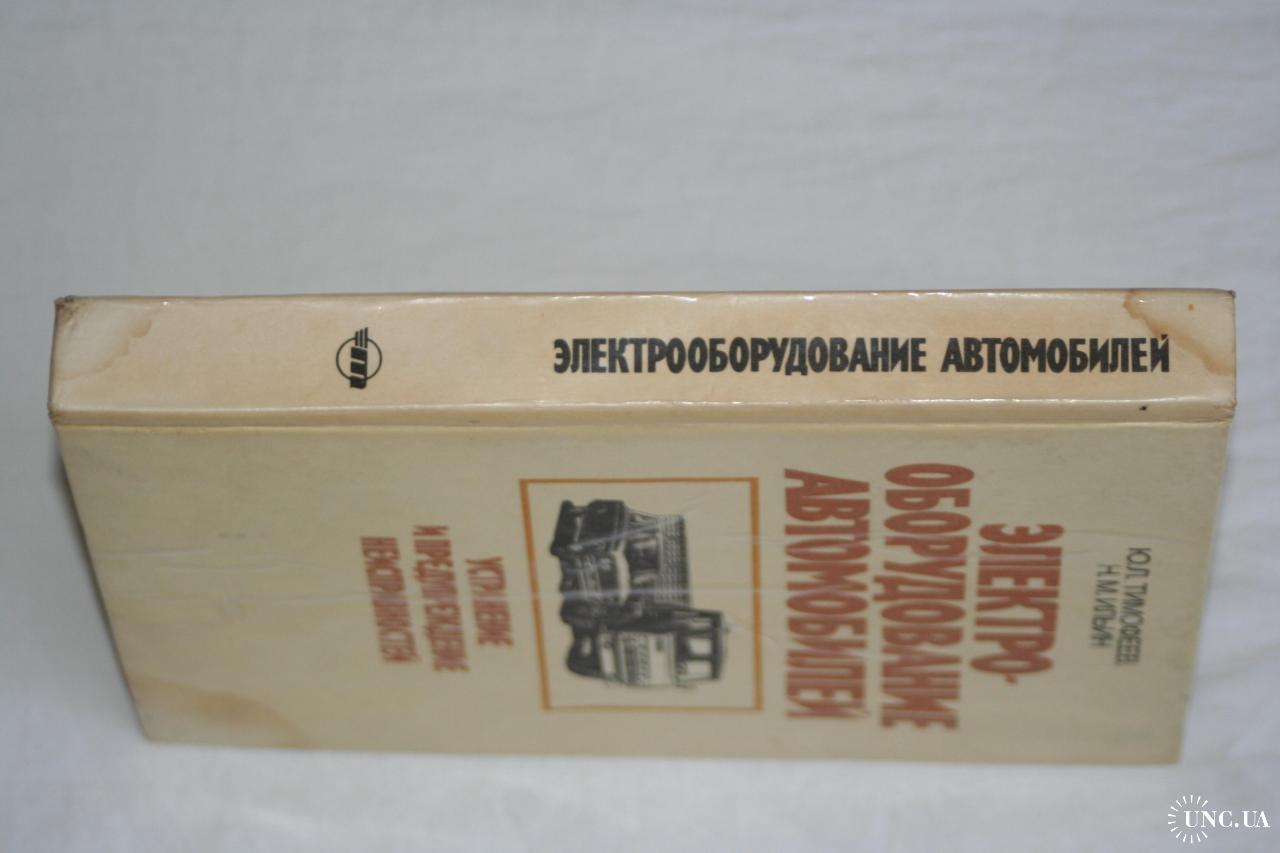 ЭЛЕКТРООБОРУДОВАНИЕ АВТОМОБИЛЕЙ
Ю.Л. ТИМОФЕЕВ
Н.М. ИЛЬИН
ЭЛЕКТРО-
ОБОРУДОВАНИЕ
АВТОМОБИЛЕЙ
УСТРАНЕНИЕ
И ПРЕДУПРЕЖДЕНИЕ
НЕИСПРАВНОСТЕЙ
UNC.UA